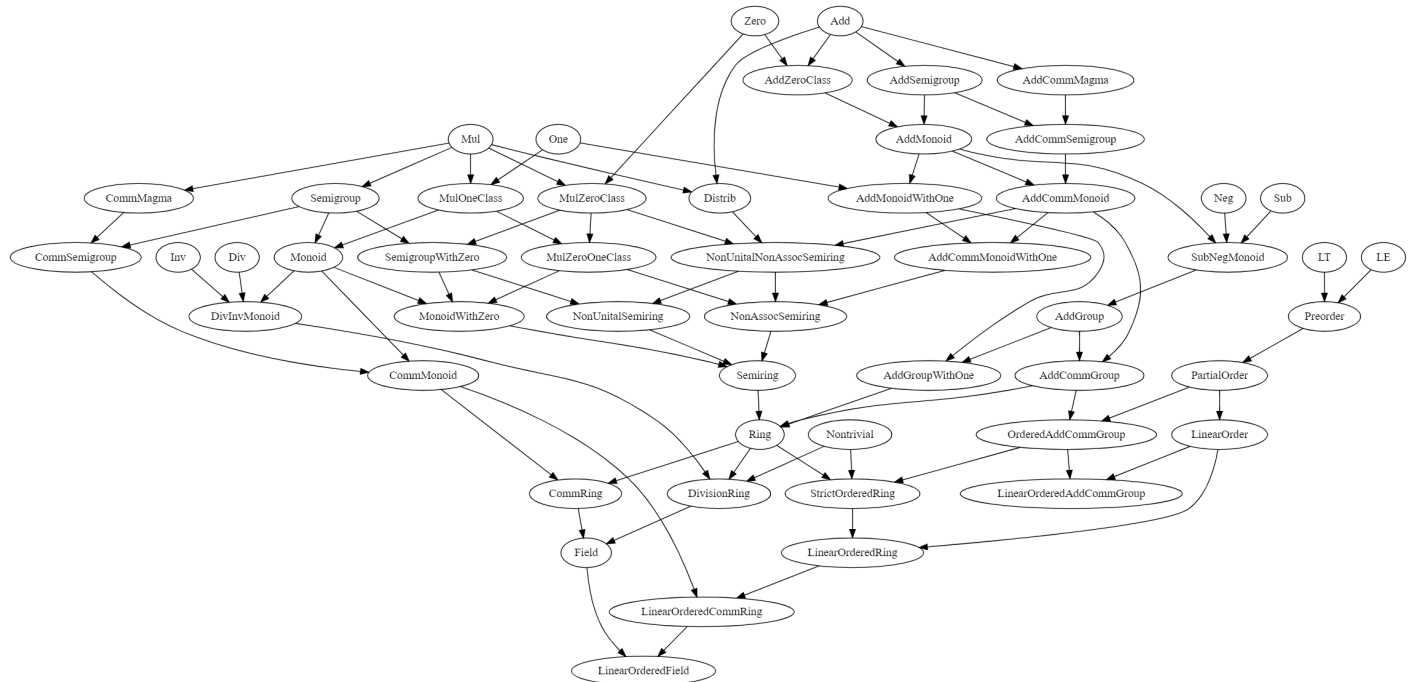 Zero
Add
AddZeroClass
AddSemigroup
AddCommMagma
Mul
One
AddMonoid
AddCommSemigroup
CommMagma
Semigroup
MulOneClass
MulZeroClass
Distrib
AddMonoidWithOne
AddCommMonoid
Neg
Sub
CommSemigroup
Inv
Div
Monoid
SemigroupWithZero
MulZeroOneClass
NonUnitalNonAssocSemiring
AddCommMonoidWithOne
SubNegMonoid
LT
LE
DivInvMonoid
MonoidWithZero
NonUnitalSemiring
NonAssocSemiring
AddGroup
Preorder
CommMonoid
Semiring
AddGroupWithOne
AddCommGroup
PartialOrder
Ring
Nontrivial
OrderedAddCommGroup
LinearOrder
CommRing
DivisionRing
StrictOrderedRing
LinearOrderedAddCommGroup
Field
LinearOrderedRing
LinearOrderedCommRing
LinearOrderedField